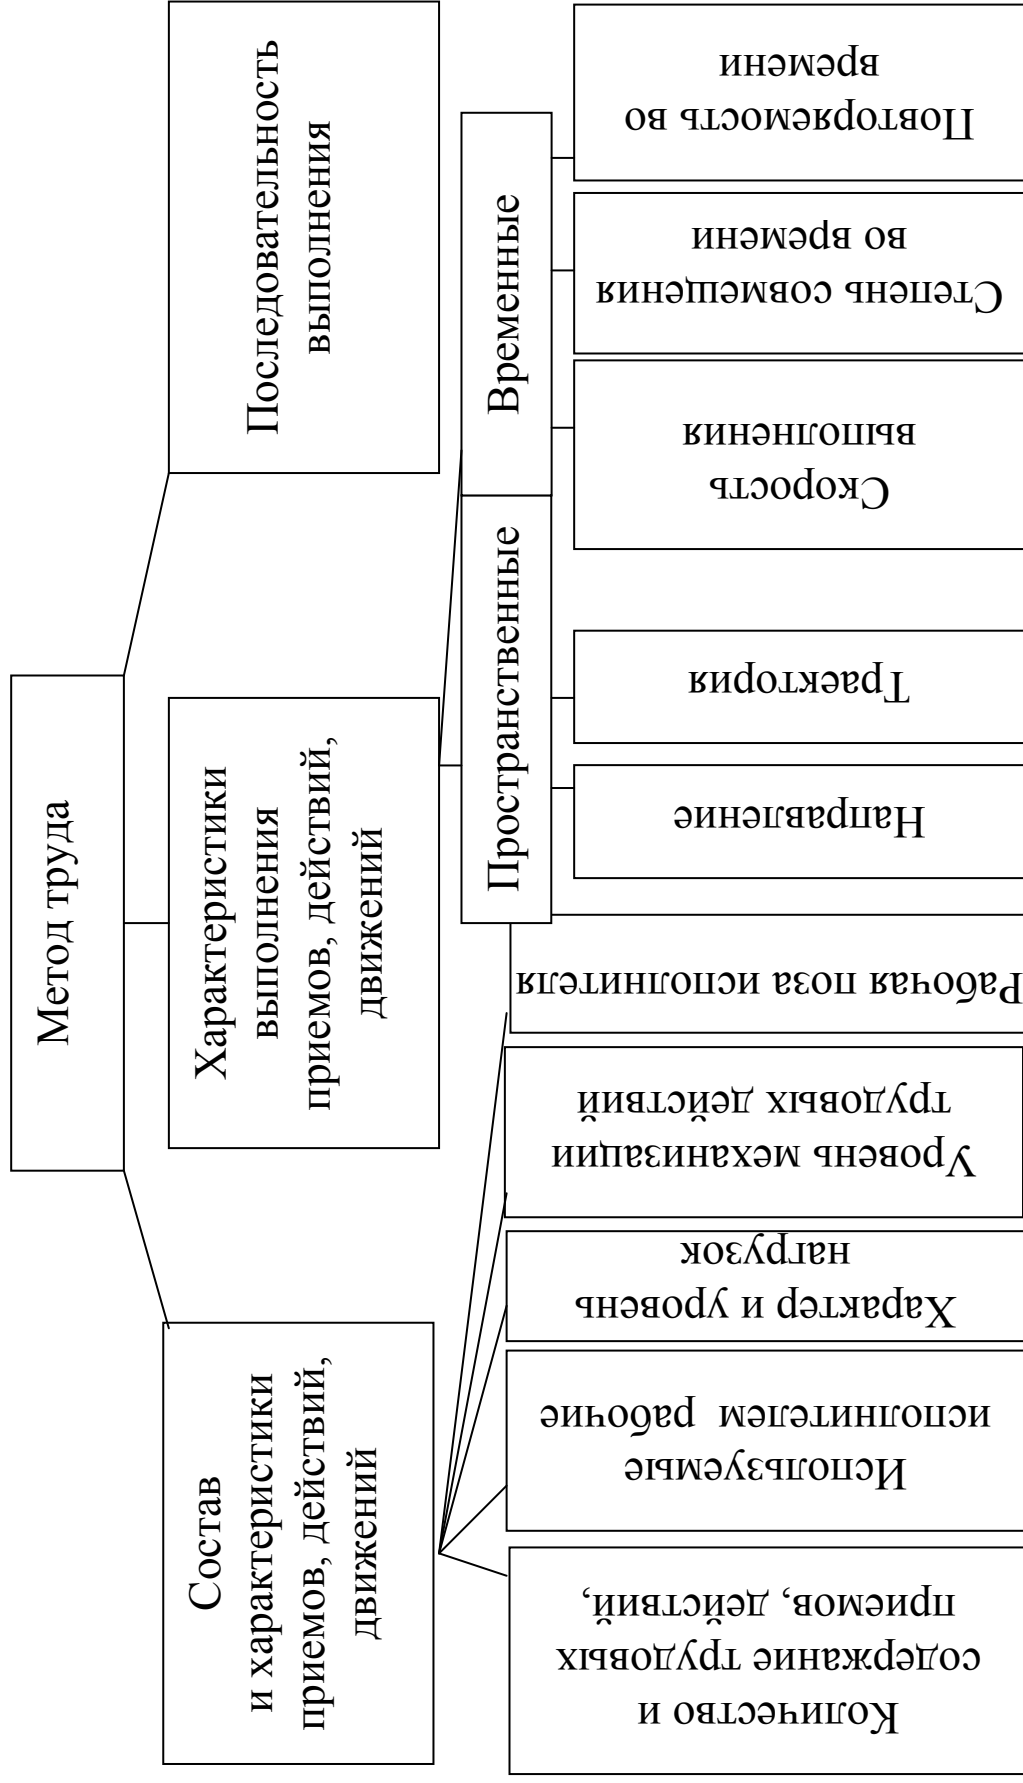 Метод труда
Состав
и характеристики
приемов, действий,
движений
Характеристики
выполнения
приемов, действий,
движений
Последовательность
выполнения
Пространственные
Временные
Количество и
содержание трудовых
приемов, действий,
Используемые
исполнителем рабочие
Характер и уровень
нагрузок
Уровень механизации
трудовых действий
Рабочая поза исполнителя
Направление
Траектория
Скорость
выполнения
Степень совмещения
во времени
Повторяемость во
времени